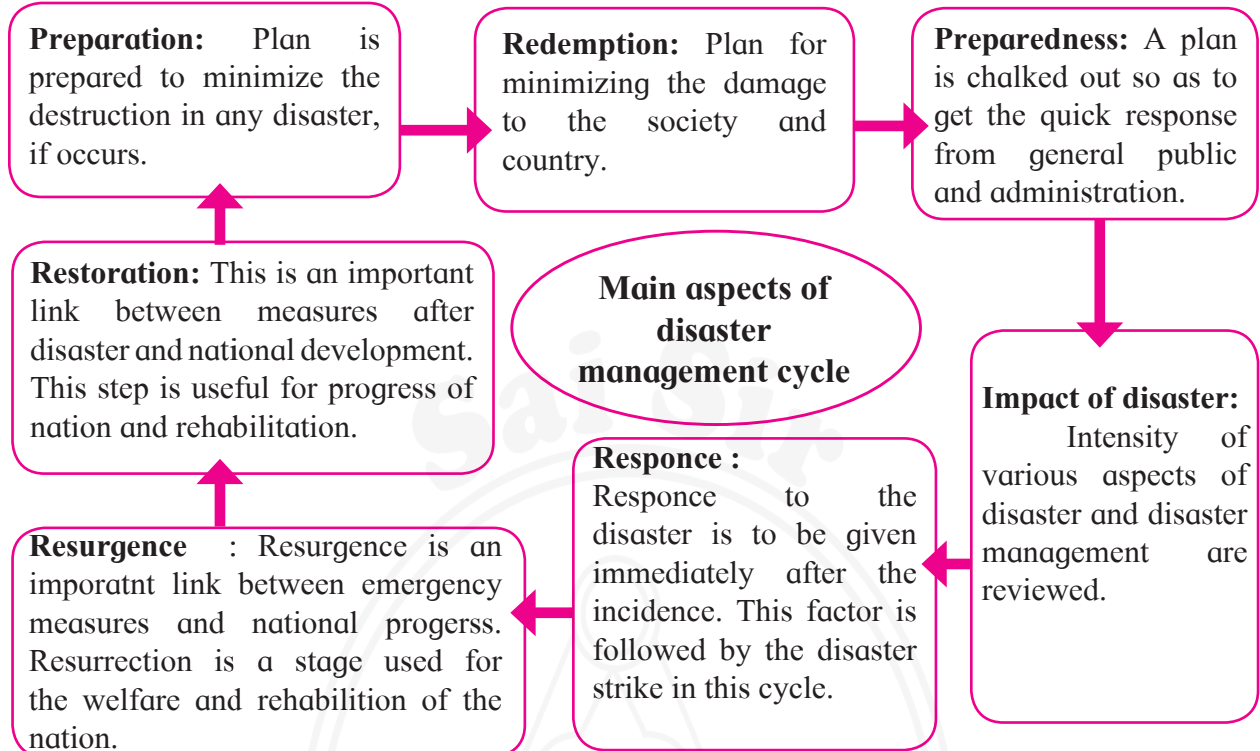 Preparation: Plan is
prepared to minimize the
destruction in any disaster,
if occurs.
Redemption: Plan for
minimizing the damage
to the society and
country.
Preparedness: A plan
is chalked out so as to
get the quick response
from general public
and administration.
Restoration: This is an important
link between measures after
disaster and national development.
This step is useful for progress of
nation and rehabilitation.
Main aspects of
disaster
management cycle
Impact of disaster:
Intensity of
various aspects of
disaster and disaster
management are
reviewed.
Responce :
Responce to the
disaster is to be given
immediately after the
incidence. This factor is
followed by the disaster
strike in this cycle.
Resurgence : Resurgence is an
imporatnt link between emergency
measures and national progerss.
Resurrection is a stage used for
the welfare and rehabilition of the
nation.